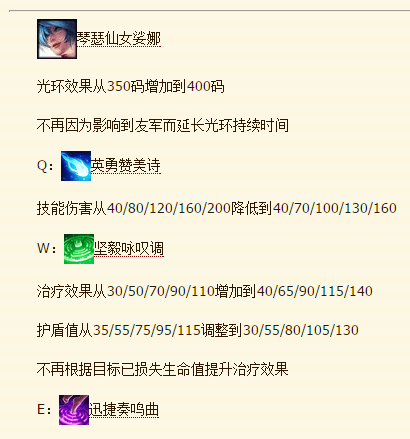 琴瑟仙女娑娜
光环效果从350码增加到400码
不再因为影响到友军而延长光环持续时间
Q：英勇赞美诗
技能伤害从40/80/120/160/200降低到40/70/100/130/160
W：坚毅咏叹调
治疗效果从30/50/70/90/110增加到40/65/90/115/140
护盾值从35/55/75/95/115调整到30/55/80/105/130
不再根据目标已损失生命值提升治疗效果
E：迅捷奏鸣曲